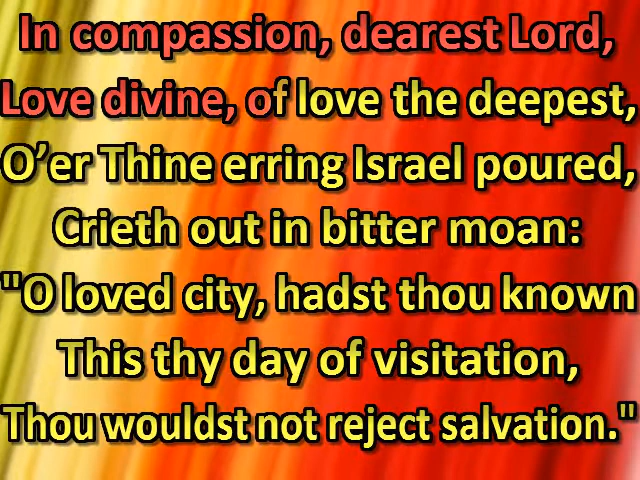 In compassion, dearest Lord,
Love divine, of love the deepest,
O’er Thine erring Israel poured,
Crieth out in bitter moan:
"O loved city, hadst thou known
This thy day of visitation,
Thou wouldst not reject salvation."